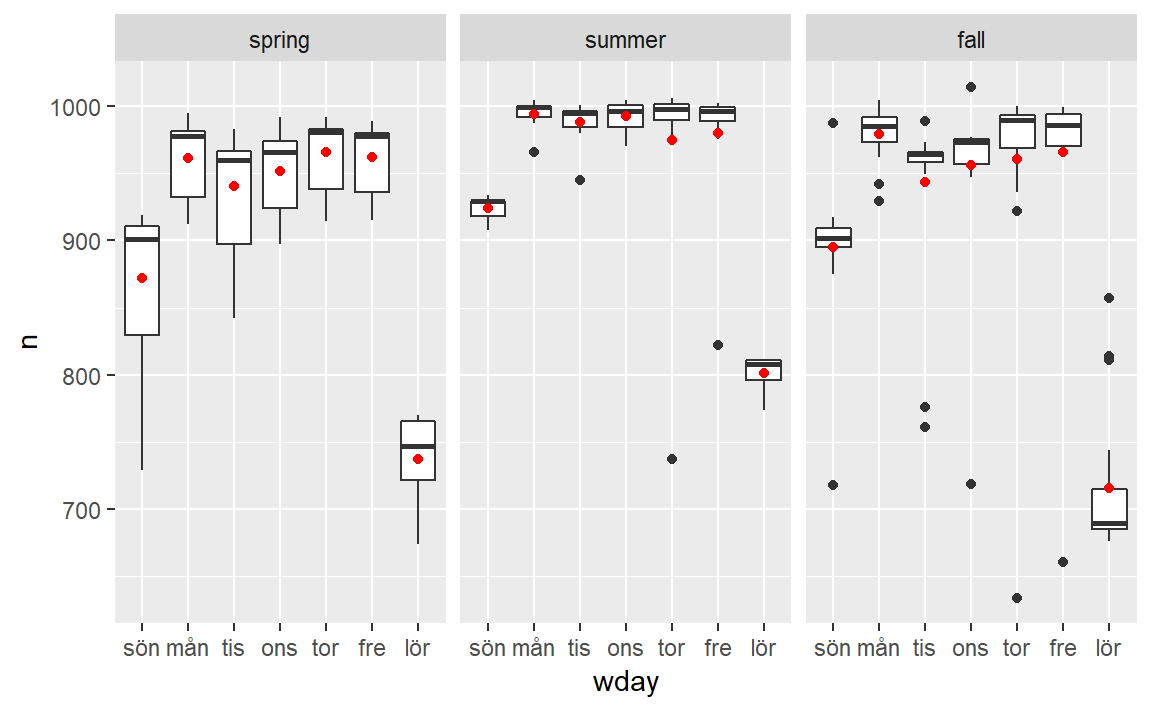 spring summer fall
1000
900
800
700
n
sön mån tis ons tor fre lör sön mån tis ons tor fre lör sön mån tis ons tor fre lör
wday